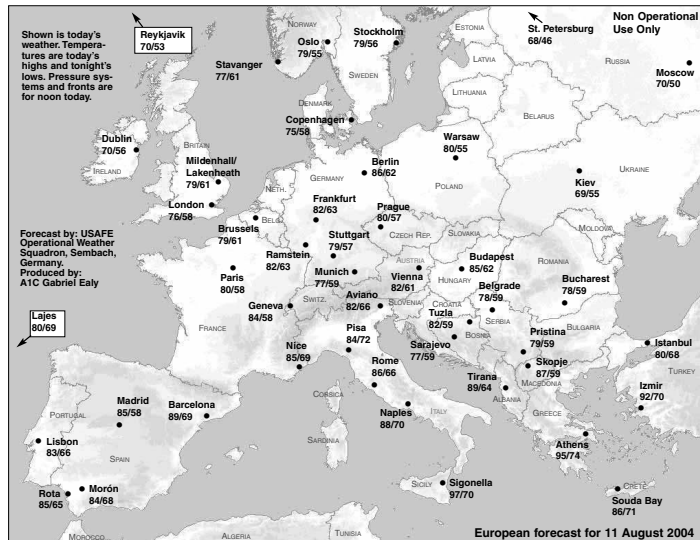 Shown is today's
weather. Tempera-
tures are today's
highs and tonight's
lows. Pressure sys-
tems and fronts are
for noon today.
Reykjavik
70/53
NORWAY
Oslo
79/55
Stockholm
79/56
St. Petersburg
68/46
Non Operational
Use Only
ESTONIA
RUSSIA
Stavanger
77/61
SWEDEN
LATVIA
Moscow
70/50
LITHUANIA
DENMARK
Copenhagen
75/58
BELARUS
Dublin
70/56
IRELAND
BRITAIN
Mildenhall/
Lakenheath
79/61
London
76/58
NETH.
GERMANY
Berlin
86/62
Warsaw
80/55
POLAND
Kiev
69/55
UKRAINE
Forecast by: USAFE
Operational Weather
Squadron, Sembach,
Germany.
Produced by:
A1C Gabriel Ealy
Brussels
79/61
BELG.
Frankfurt
82/63
Prague
80/57
CZECH REP.
Stuttgart
79/57
Ramstein
82/63
SLOVAKIA
MOLDOVA
Paris
80/58
Munich
77/59
AUSTRIA
Vienna
82/61
Budapest
85/62
HUNGARY
ROMANIA
Lajes
80/69
FRANCE
Geneva
84/58
SWITZ.
Aviano
82/66
SLOVENIA
CROATIA
Belgrade
78/59
Bucharest
78/59
Tuzla
82/59
BOSNIA
SERBIA
Nice
85/69
Pisa
84/72
Sarajevo
77/59
Pristina
79/59
BULGARIA
Istanbul
80/68
Rome
86/66
Skopje
87/59
MACEDONIA
TURKEY
PORTUGAL
Madrid
85/58
Barcelona
89/69
CORSICA
Naples
88/70
ITALY
Tirana
89/64
ALBANIA
Izmir
92/70
GREECE
Lisbon
83/66
SPAIN
SARDINIA
Athens
95/74
Rota
85/65
Morón
84/68
SICILY
Sigonella
97/70
CRETE
Souda Bay
86/71
MOROCCO
ALGERIA
TUNISIA
European forecast for 11 August 2004